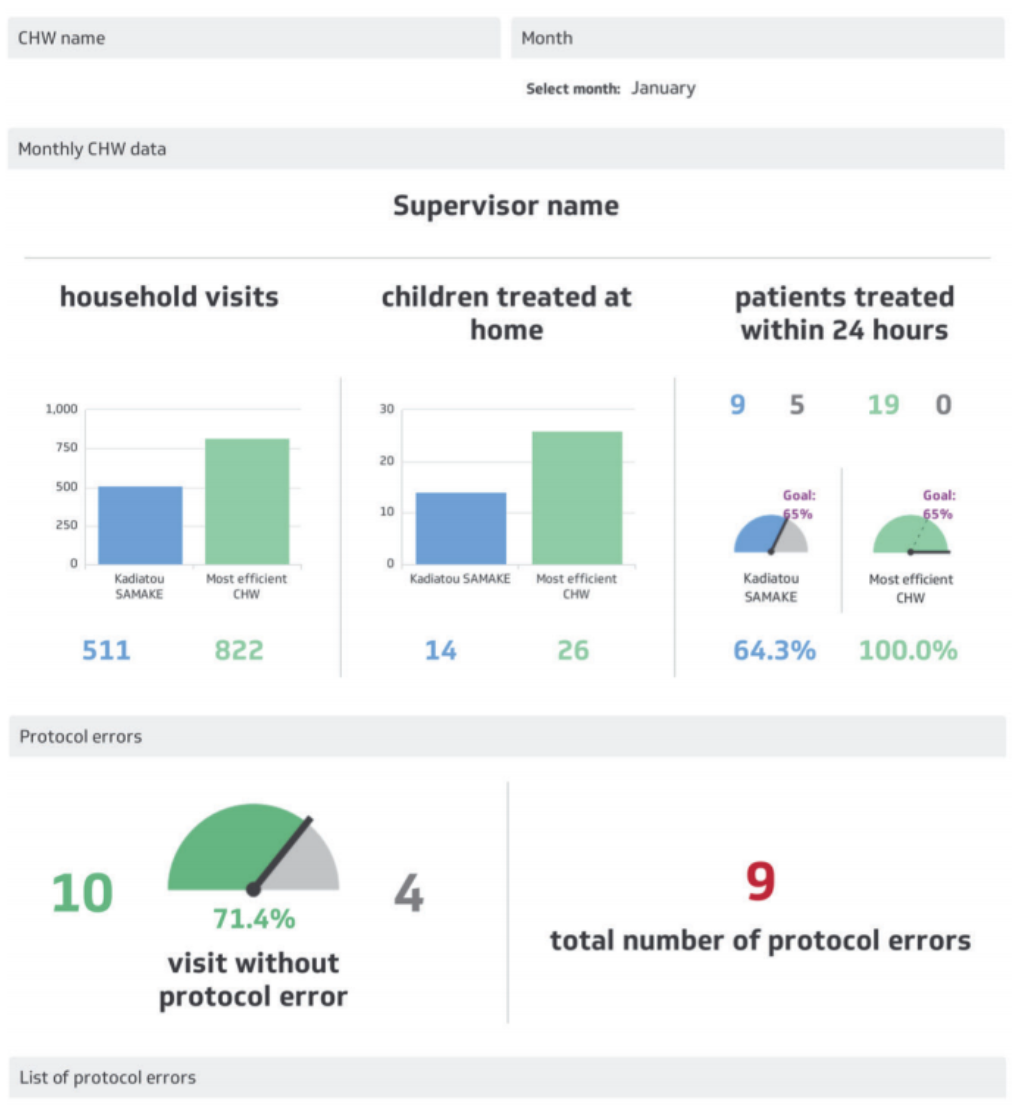 CHW name
Month
Select month: January
Monthly CHW data
Supervisor name
household visits
1,000
750
500
250
0
Kadiatou
SAMAKE
Most efficient
CHW
511
822
children treated at
home
30
20
10
0
Kadiatou SAMAKE
Most efficient
CHW
14
26
patients treated
within 24 hours
9 5
19 0
Goal:
65%
Kadiatou
SAMAKE
64.3%
Goal:
65%
Most efficient
CHW
100.0%
Protocol errors
10
4
71.4%
visit without
protocol error
9
total number of protocol errors
List of protocol errors